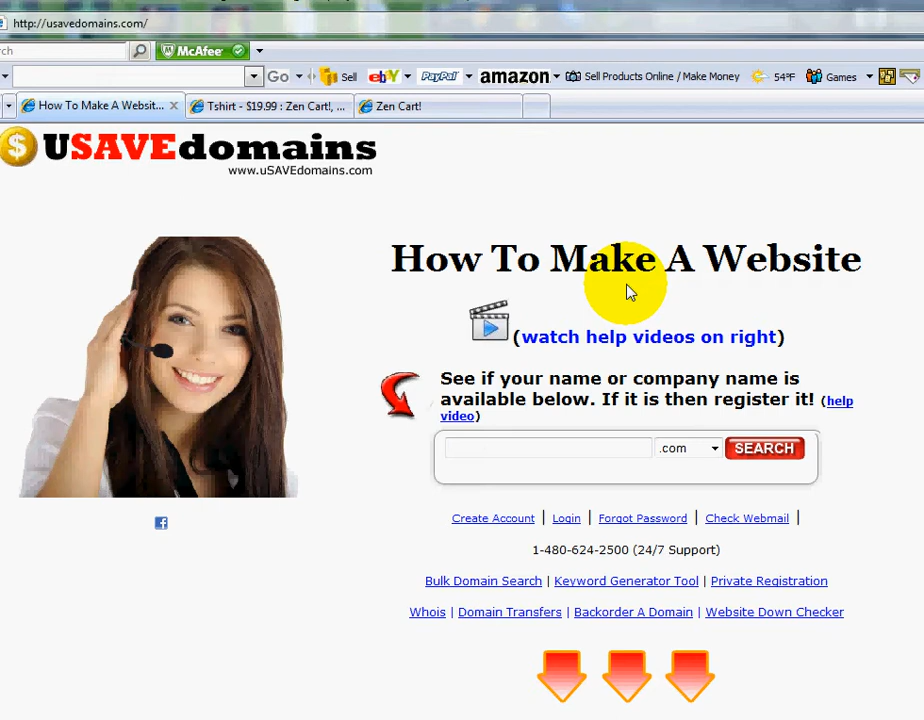 http://usavedomains.com/
rch
McAfee
Go
Sell
ebY
PayPal
amazon
Sell Products Online / Make Money
54°F
Games
How To Make A Websit...
Tshirt - $19.99 : Zen Cart!, ...
Zen Cart!
$ USAVEdomains
www.uSAVEdomains.com
How To Make A Website
(watch help videos on right)
See if your name or company name is
available below. If it is then register it! (help
video)
.com
SEARCH
Create Account | Login | Forgot Password | Check Webmail |
1-480-624-2500 (24/7 Support)
Bulk Domain Search | Keyword Generator Tool | Private Registration
Whois | Domain Transfers | Backorder A Domain | Website Down Checker